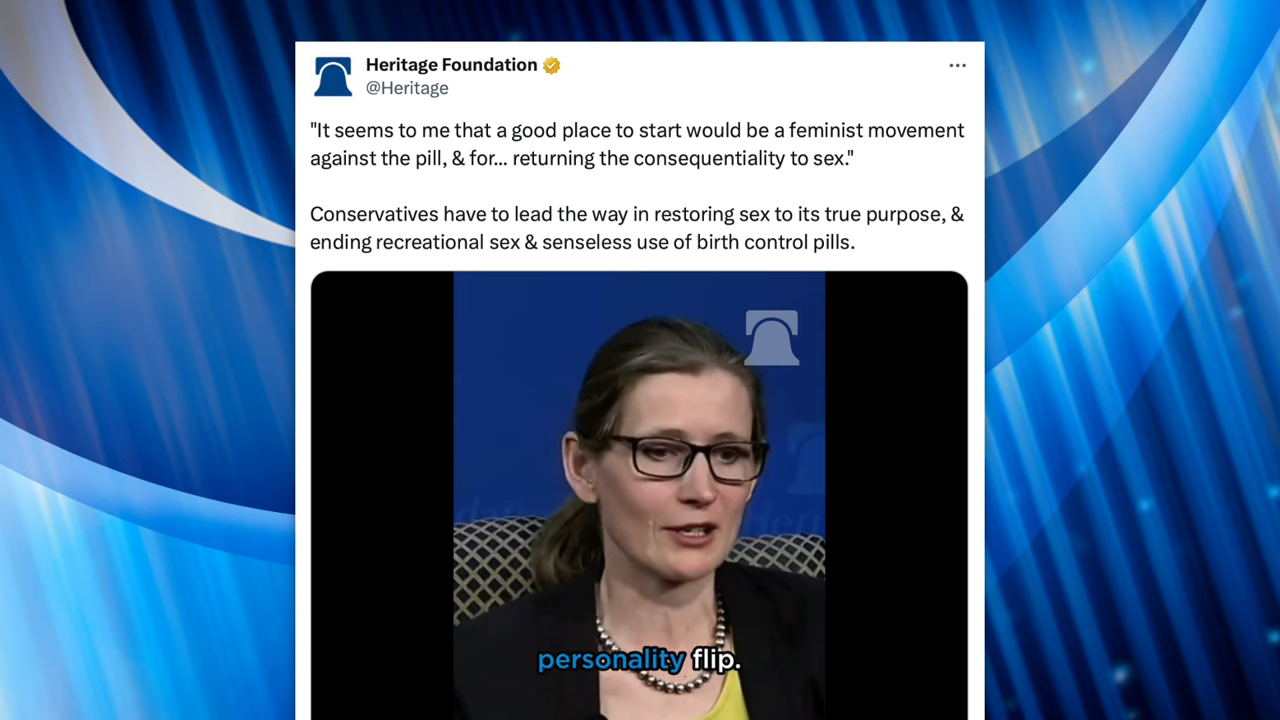 Heritage Foundation
@Heritage
"It seems to me that a good place to start would be a feminist movement
against the pill, & for... returning the consequentiality to sex."
Conservatives have to lead the way in restoring sex to its true purpose, &
ending recreational sex & senseless use of birth control pills.
personality flip.